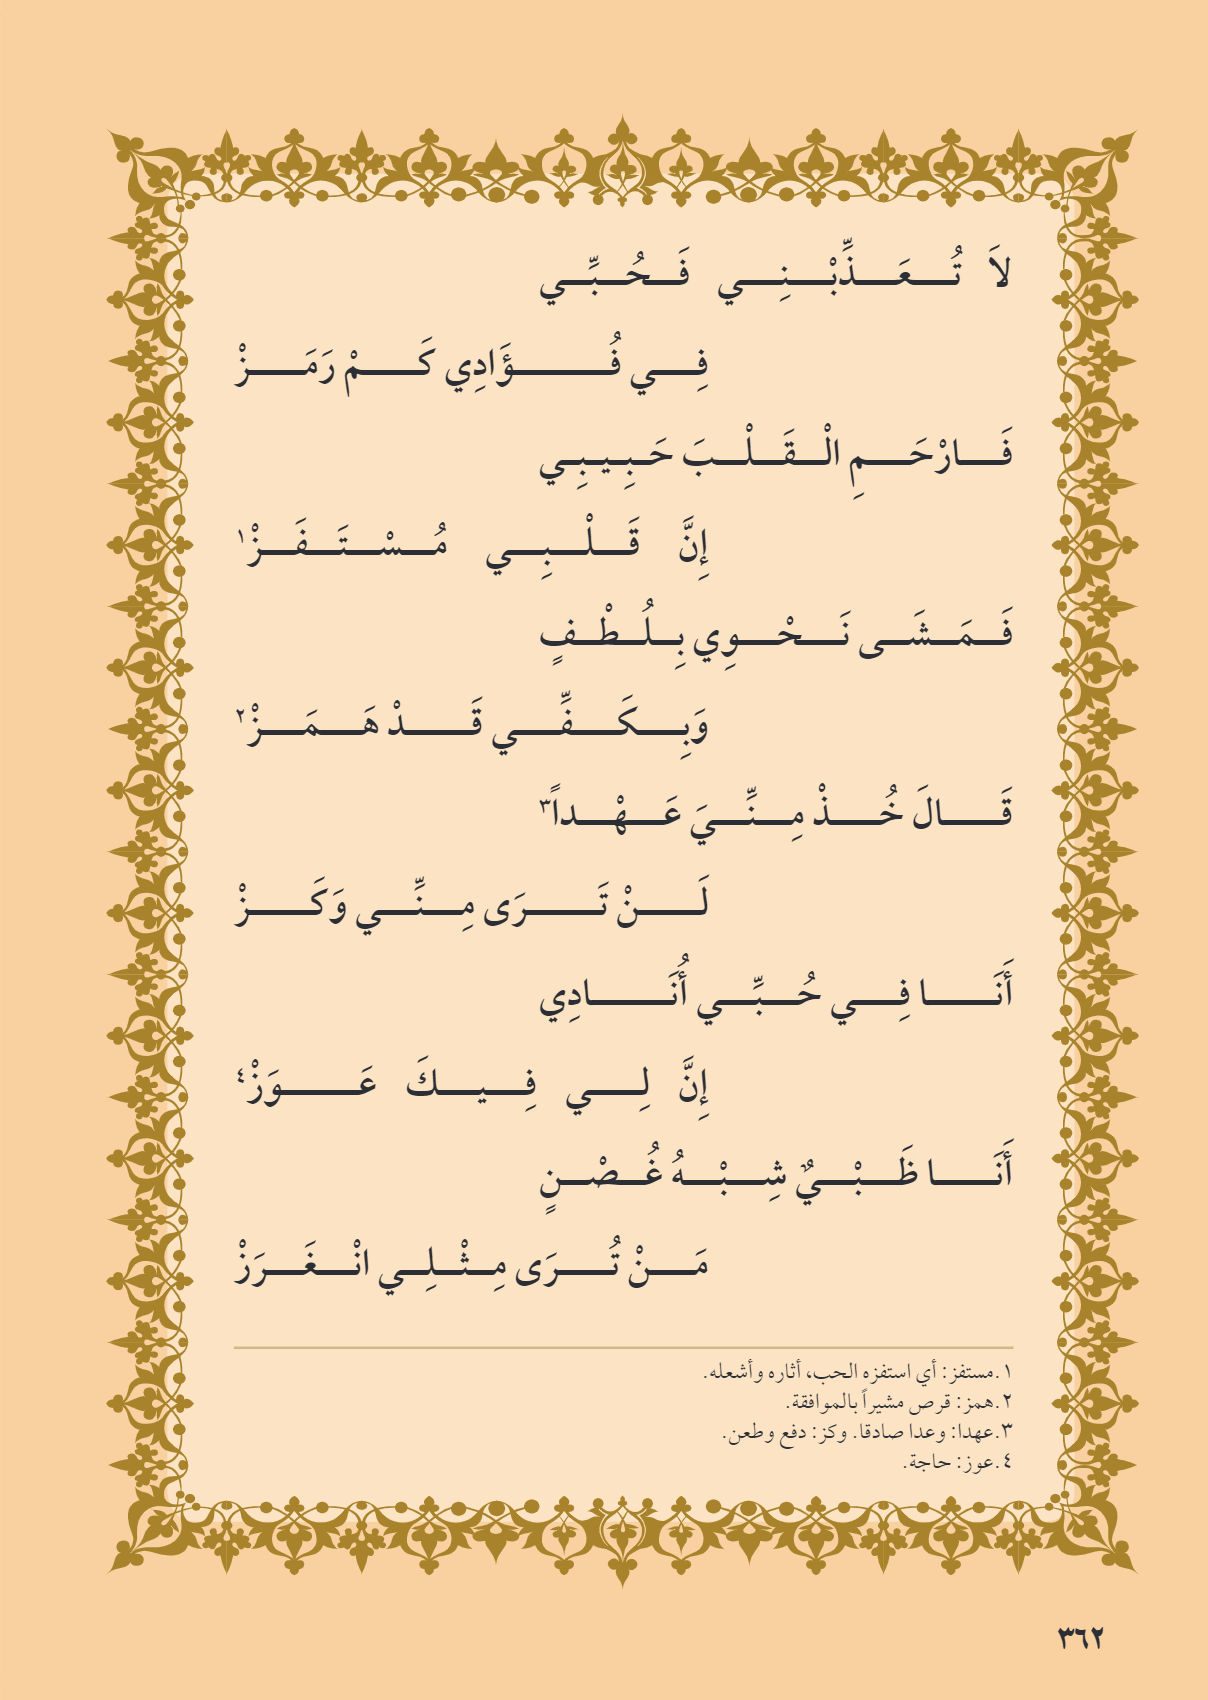 لاَ تُعَذِّبْنِي فَحُبِّي
فِي فُؤَادِي كَمْ رَمَزْ
فَارْحَمِ الْقَلْبَ حَبِيبِي
إِنَّ قَلْبِي مُسْتَفَزْ١
فَمَشَى نَحْوِي بِلُطْفٍ
وَبِكَفِّي قَدْ هَمَزْ٢
قَالَ خُذْ مِنِّيَ عَهْداً٣
لَنْ تَرَى مِنِّي وَكَزْ
أَنَا فِي حُبِّي أُنَادِي
إِنَّ لِي فِيكَ عَوَزْ٤
أَنَا ظَبْيٌ شِبْهُ غُصْنٍ
مَنْ تُرَى مِثْلِي انْغَرَزْ
١.مستفز: أي استفزه الحب، أثاره وأشعله.
٢.همز: قرص مشيراً بالموافقة.
٣.عهدا: وعدا صادقا. وكز: دفع وطعن.
٤.عوز: حاجة.
٣٦٢